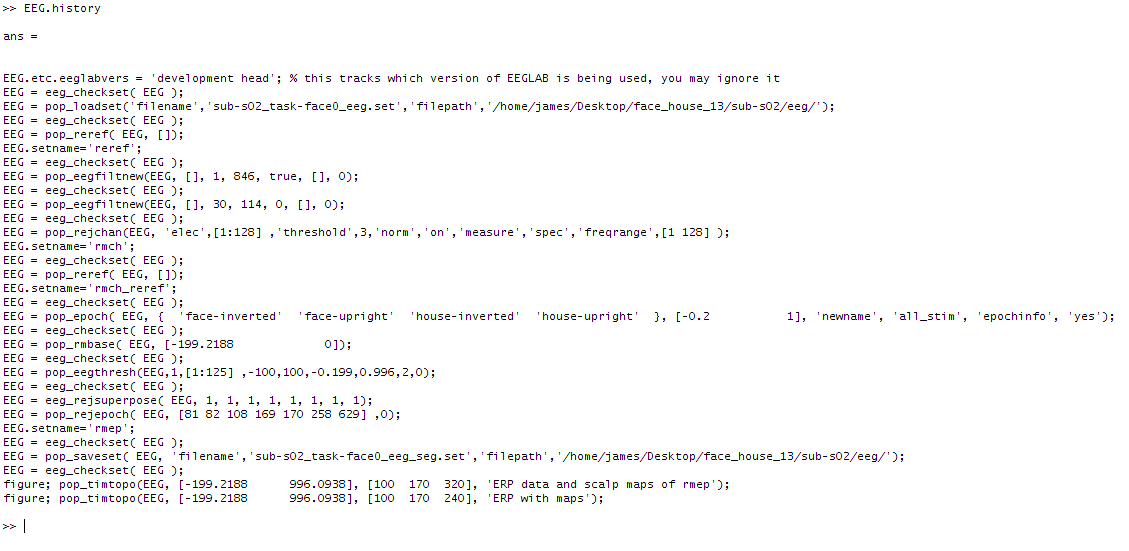 >> EEG.history
ans =
EEG.etc.eeglabvers = 'development head'; % this tracks which version of EEGLAB is being used, you may ignore it
EEG = eeg_checkset( EEG );
EEG = pop_loadset('filename','sub-s02_task-face0_eeg.set','filepath','/home/james/Desktop/face_house_13/sub-s02/eeg/');
EEG = eeg_checkset( EEG );
EEG = pop_reref( EEG, []);
EEG.setname='reref';
EEG = eeg_checkset( EEG );
EEG = pop_eegfiltnew(EEG, [], 1, 846, true, [], 0);
EEG = eeg_checkset( EEG );
EEG = pop_eegfiltnew(EEG, [], 30, 114, 0, [], 0);
EEG = eeg_checkset( EEG );
EEG = pop_rejchan(EEG, 'elec',[1:128] ,'threshold',3,'norm','on','measure','spec','freqrange',[1 128] );
EEG.setname='rmch';
EEG = eeg_checkset( EEG );
EEG = pop_reref( EEG, []);
EEG.setname='rmch_reref';
EEG = eeg_checkset( EEG );
EEG = pop_epoch( EEG, {  'face-inverted'  'face-upright'  'house-inverted'  'house-upright'  }, [-0.2           1], 'newname', 'all_stim', 'epochinfo', 'yes');
EEG = eeg_checkset( EEG );
EEG = pop_rmbase( EEG, [-199.2188             0]);
EEG = eeg_checkset( EEG );
EEG = pop_eegthresh(EEG,1,[1:125] ,-100,100,-0.199,0.996,2,0);
EEG = eeg_checkset( EEG );
EEG = eeg_rejsuperpose( EEG, 1, 1, 1, 1, 1, 1, 1, 1);
EEG = pop_rejepoch( EEG, [81 82 108 169 170 258 629] ,0);
EEG.setname='rmep';
EEG = eeg_checkset( EEG );
EEG = pop_saveset( EEG, 'filename','sub-s02_task-face0_eeg_seg.set','filepath','/home/james/Desktop/face_house_13/sub-s02/eeg/');
EEG = eeg_checkset( EEG );
figure; pop_timtopo(EEG, [-199.2188      996.0938], [100  170  320], 'ERP data and scalp maps of rmep');
figure; pop_timtopo(EEG, [-199.2188      996.0938], [100  170  240], 'ERP with maps');
>>